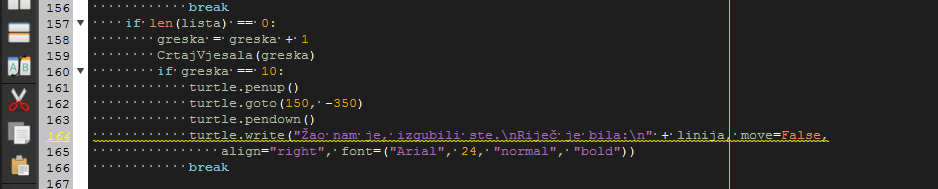 156 break
157 if len(lista) == 0:
158 greska = greska + 1
159 CrtajVjesala(greska)
160 if greska == 10:
161 turtle.penup()
162 turtle.goto(150, -350)
163 turtle.pendown()
164 turtle.write("Žao nam je, izgubili ste.\nRiječ je bila:\n" + linija, move=False,
165 align="right", font=("Arial", 24, "normal", "bold"))
166 break
167